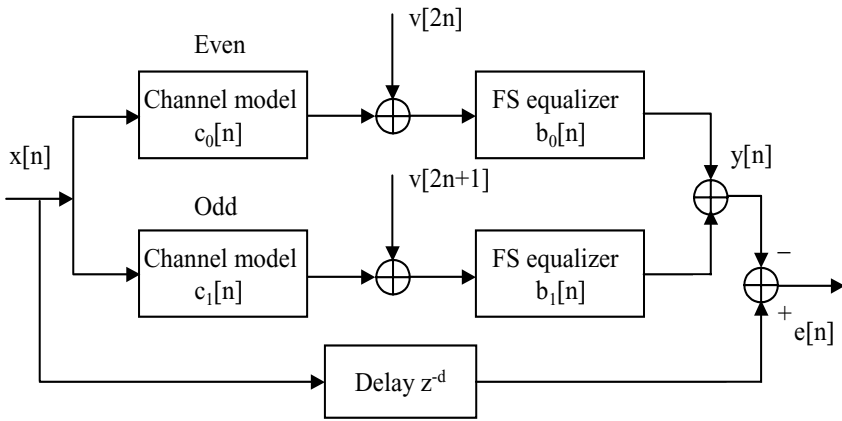 v[2n]
Even
Channel model
c₀[n]
FS equalizer
b₀[n]
x[n]
y[n]
v[2n+1]
Odd
Channel model
c₁[n]
FS equalizer
b₁[n]
−
+
e[n]
Delay z⁻ᵈ